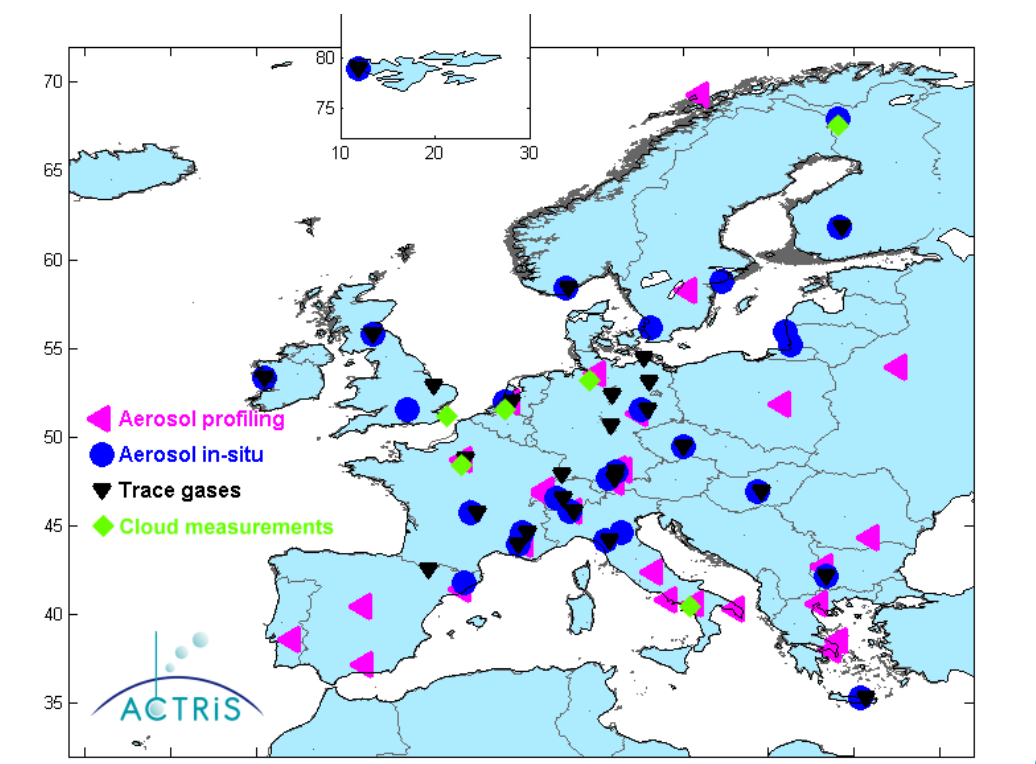 80
75
10 20 30
70
65
60
55
50
45
40
35
Aerosol profiling
Aerosol in-situ
Trace gases
Cloud measurements
ACTRiS